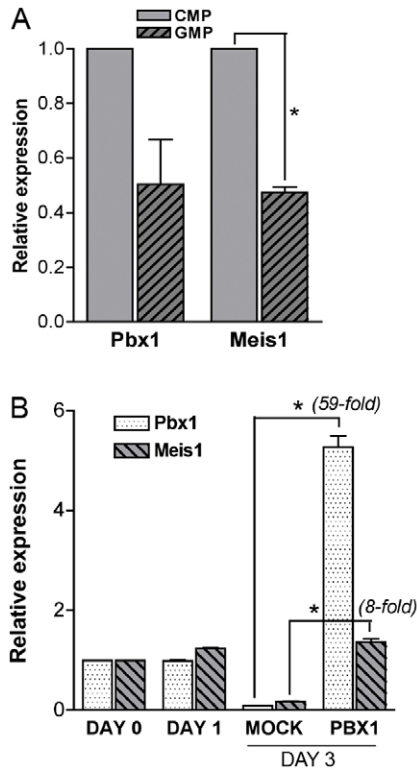 A
CMP
GMP
Relative expression
1.0
0.8
0.6
0.4
0.2
0.0
*
Pbx1 Meis1
B
Pbx1
Meis1
Relative expression
6
4
2
0
* (59-fold)
* (8-fold)
DAY 0 DAY 1 MOCK PBX1
DAY 3